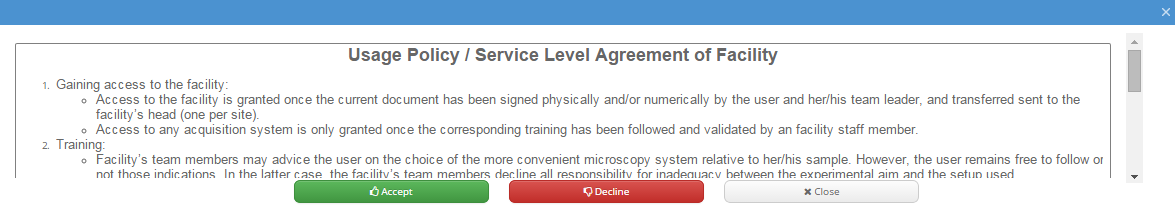 Usage Policy / Service Level Agreement of Facility
1. Gaining access to the facility:
Access to the facility is granted once the current document has been signed physically and/or numerically by the user and her/his team leader, and transferred sent to the
facility's head (one per site).
Access to any acquisition system is only granted once the corresponding training has been followed and validated by an facility staff member.
2. Training:
Facility's team members may advice the user on the choice of the more convenient microscopy system relative to her/his sample. However, the user remains free to follow or
not those indications. In the latter case, the facility's team members decline all responsibility for inadequacy between the experimental aim and the setup used
Accept Decline Close